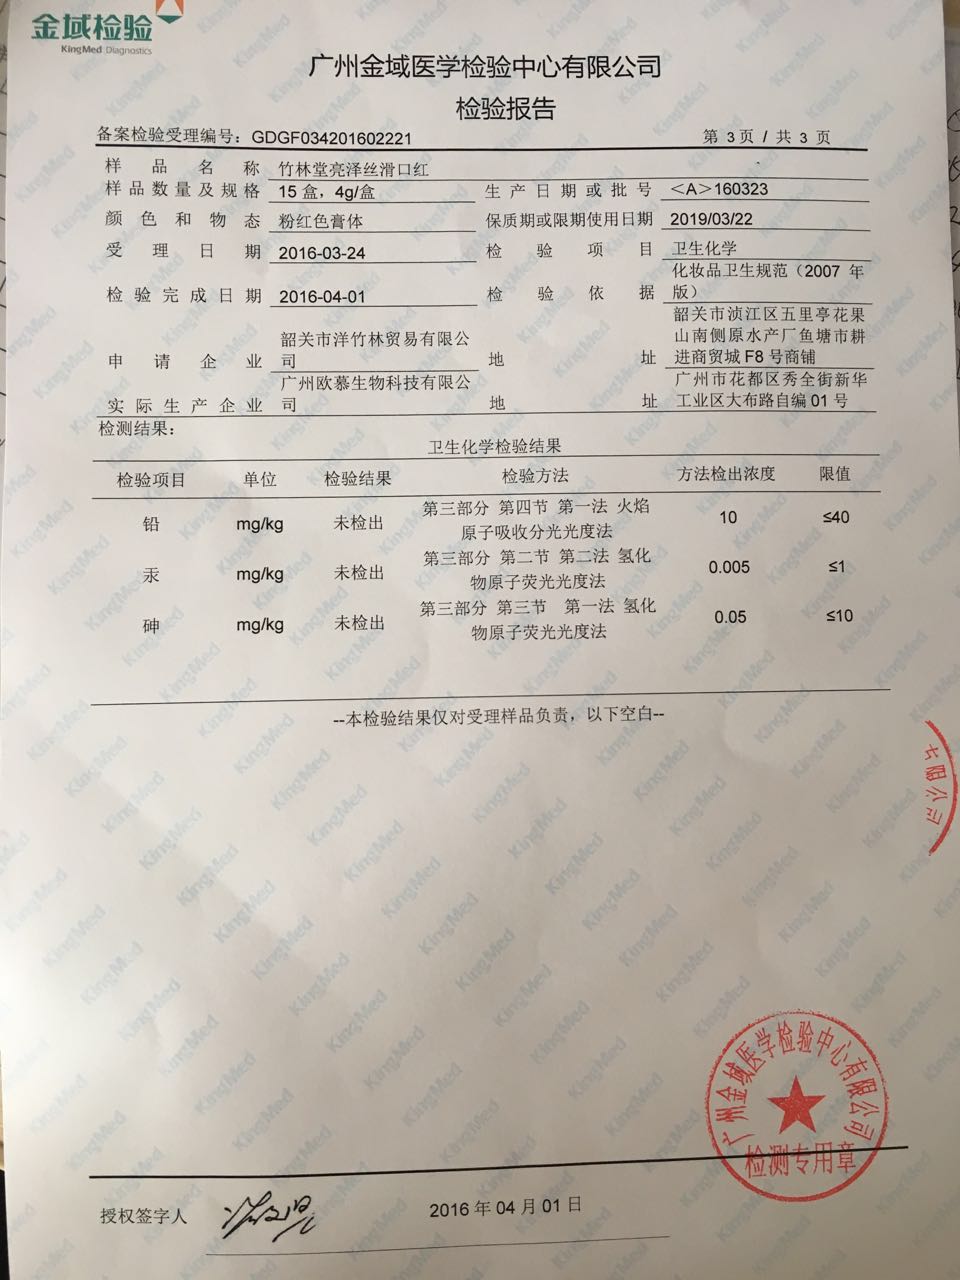 金域检验
KingMed Diagnostics
广州金域医学检验中心有限公司
检验报告
备案检验受理编号：GDGF034201602221 第 3页 / 共 3 页
样品名称 竹林堂亮泽丝滑口红
样品数量及规格 15 盒，4g/盒 生产日期或批号 <A>160323
颜色和物态 粉红色膏体 保质期或限期使用日期 2019/03/22
受理日期 2016-03-24 检验项目 卫生化学
检验完成日期 2016-04-01 检验依据 化妆品卫生规范（2007 年
版）
申请企业 韶关市洋竹林贸易有限公
司
地址 韶关市浈江区五里亭花果
山南侧原水产厂鱼塘市耕
进商贸城 F8 号商铺
实际生产企业 广州欧慕生物科技有限公
司
地址 广州市花都区秀全街新华
工业区大布路自编 01 号
检测结果：
卫生化学检验结果
检验项目 单位 检验结果 检验方法 方法检出浓度 限值
铅 mg/kg 未检出 第三部分 第四节 第一法 火焰
原子吸收分光光度法 10 ≤40
汞 mg/kg 未检出 第三部分 第二节 第二法 氢化
物原子荧光光度法 0.005 ≤1
砷 mg/kg 未检出 第三部分 第三节 第一法 氢化
物原子荧光光度法 0.05 ≤10
--本检验结果仅对受理样品负责，以下空白--
有限公司
广州金域医学检验中心有限公司
检测专用章
授权签字人 2016 年 04 月 01 日